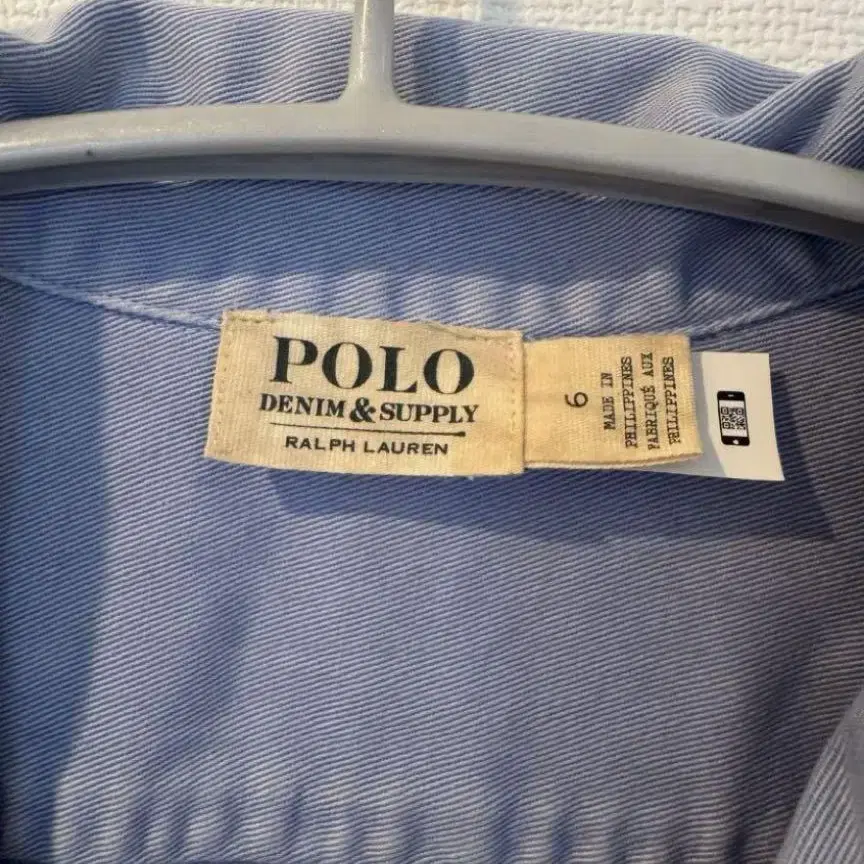 POLO
DENIM & SUPPLY
RALPH LAUREN
6
MADE IN
PHILIPPINES
FABRIQUÉ AUX
PHILIPPINES